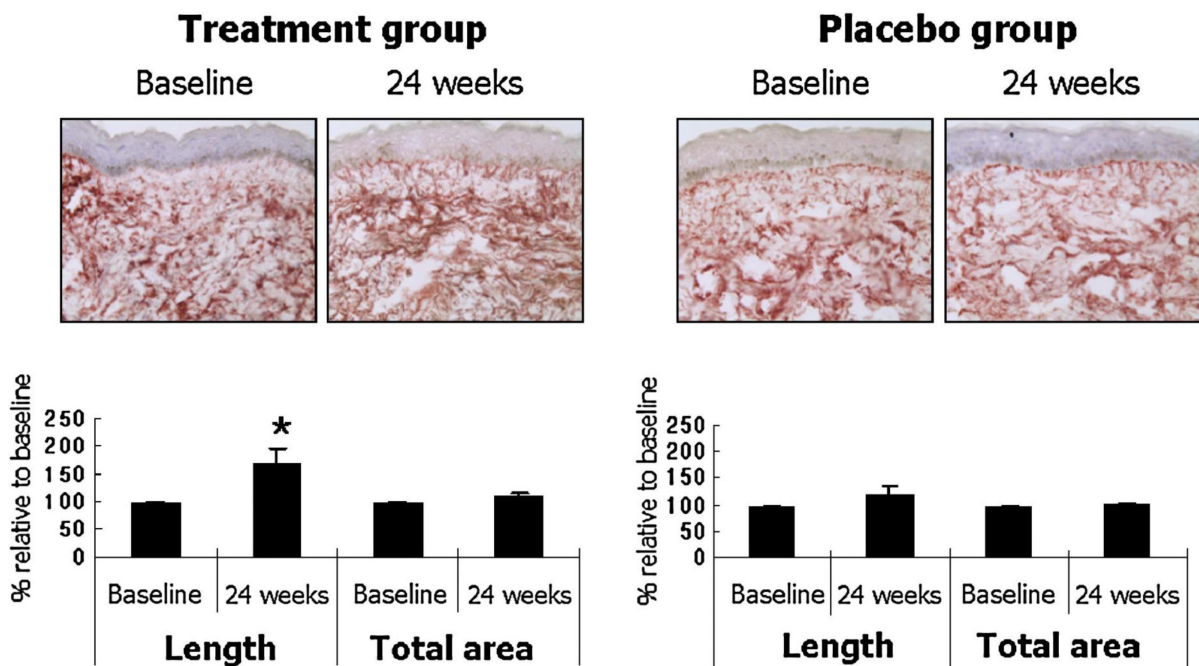 Treatment group
Baseline 24 weeks
% relative to baseline
250
200
150
100
50
0
*
Baseline 24 weeks Baseline 24 weeks
Length Total area
Placebo group
Baseline 24 weeks
% relative to baseline
250
200
150
100
50
0
Baseline 24 weeks Baseline 24 weeks
Length Total area